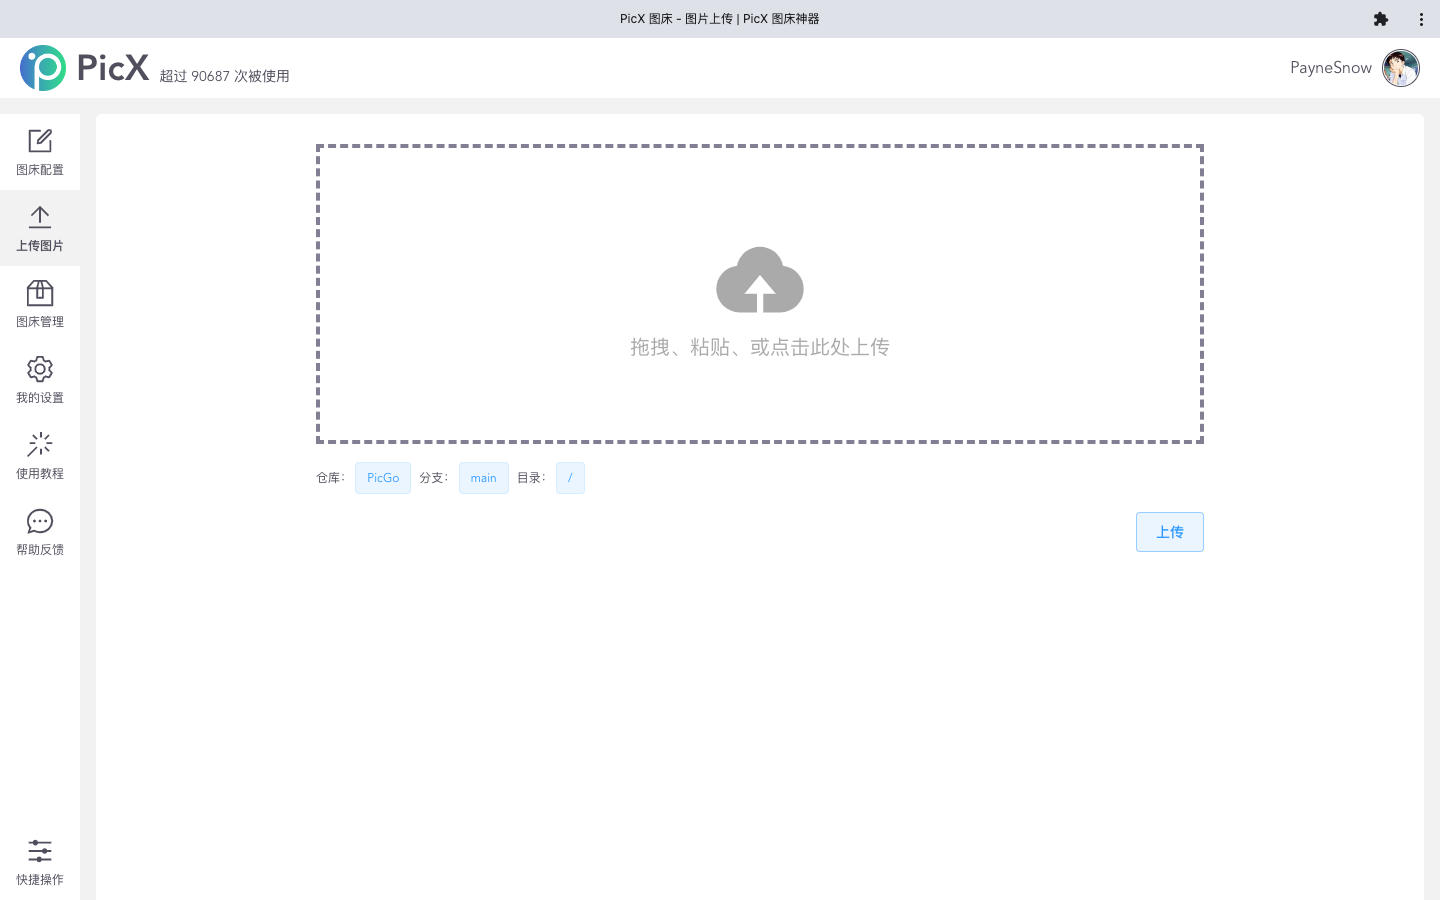 PicX 图床 - 图片上传 | PicX 图床神器
PicX 超过 90687 次被使用
PayneSnow
图床配置
上传图片
图床管理
我的设置
使用教程
帮助反馈
快捷操作
拖拽、粘贴、或点击此处上传
仓库： PicGo 分支： main 目录： /
上传